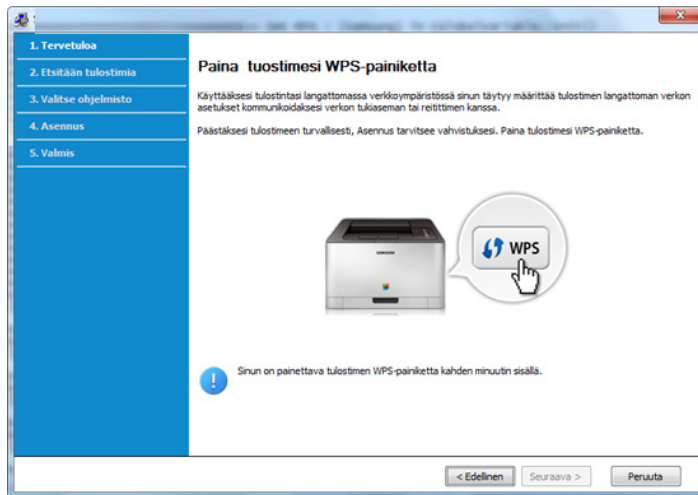 1. Tervetuloa
2. Etsitään tulostimia
3. Valitse ohjelmisto
4. Asennus
5. Valmis
Paina tuostimesi WPS-painiketta
Käyttääksesi tulostintasi langattomassa verkkoympäristössä sinun täytyy määrittää tulostimen langattoman verkon
asetukset kommunikoidaksesi verkon tukiaseman tai reitittimen kanssa.
Päästäksesi tulostimeen turvallisesti, Asennus tarvitsee vahvistuksesi. Paina tulostimesi WPS-painiketta.
SAMSUNG
WPS
Sinun on painettava tulostimen WPS-painiketta kahden minuutin sisällä.
< Edellinen
Seuraava >
Peruuta